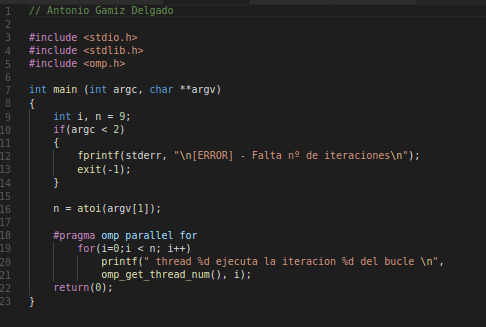 1 // Antonio Gamiz Delgado
2
3 #include <stdio.h>
4 #include <stdlib.h>
5 #include <omp.h>
6
7 int main (int argc, char **argv)
8 {
9 int i, n = 9;
10 if(argc < 2)
11 {
12 fprintf(stderr, "\n[ERROR] - Falta nº de iteraciones\n");
13 exit(-1);
14 }
15
16 n = atoi(argv[1]);
17
18 #pragma omp parallel for
19 for(i=0;i < n; i++)
20 printf(" thread %d ejecuta la iteracion %d del bucle \n",
21 omp_get_thread_num(), i);
22 return(0);
23 }